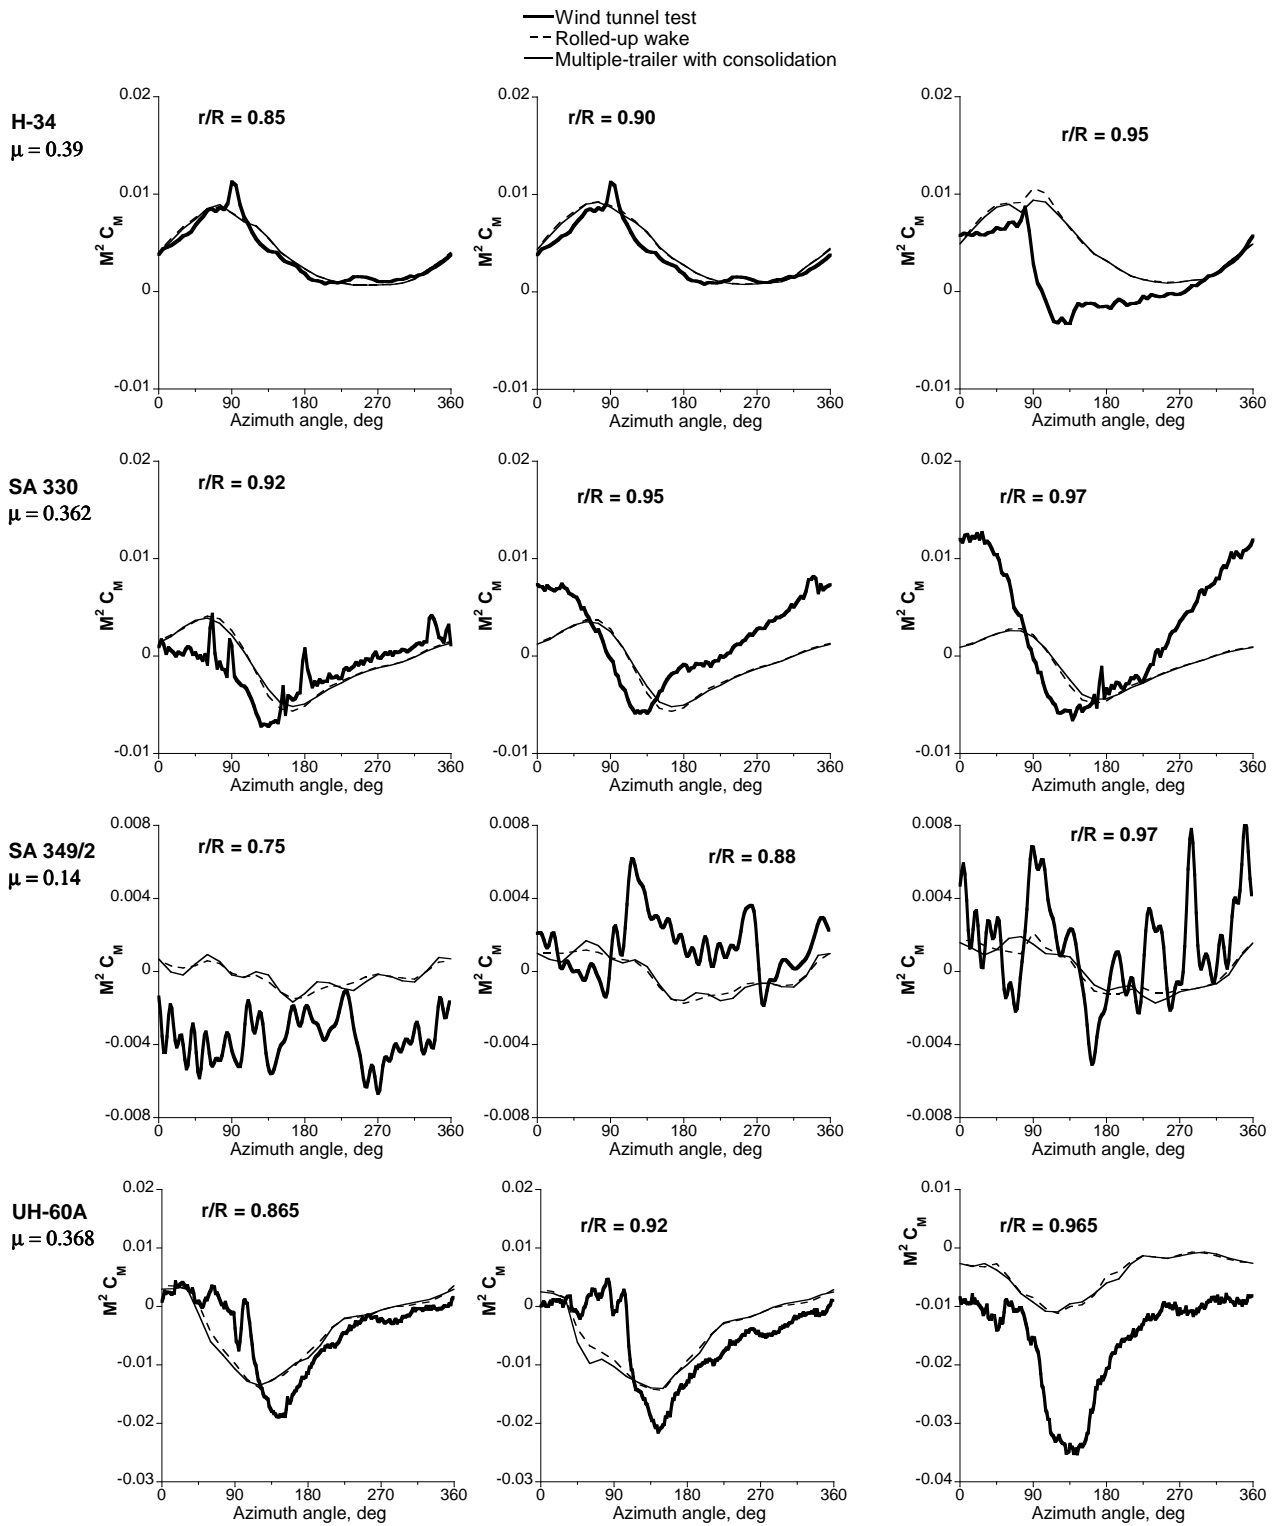 Wind tunnel test
Rolled-up wake
Multiple-trailer with consolidation
H-34
μ = 0.39
r/R = 0.85
0.02
0.01
0
-0.01
M² C_M
0 90 180 270 360
Azimuth angle, deg
r/R = 0.90
0.02
0.01
0
-0.01
M² C_M
0 90 180 270 360
Azimuth angle, deg
r/R = 0.95
0.02
0.01
0
-0.01
M² C_M
0 90 180 270 360
Azimuth angle, deg
SA 330
μ = 0.362
r/R = 0.92
0.02
0.01
0
-0.01
M² C_M
0 90 180 270 360
Azimuth angle, deg
r/R = 0.95
0.02
0.01
0
-0.01
M² C_M
0 90 180 270 360
Azimuth angle, deg
r/R = 0.97
0.02
0.01
0
-0.01
M² C_M
0 90 180 270 360
Azimuth angle, deg
SA 349/2
μ = 0.14
r/R = 0.75
0.008
0.004
0
-0.004
-0.008
M² C_M
0 90 180 270 360
Azimuth angle, deg
r/R = 0.88
0.008
0.004
0
-0.004
-0.008
M² C_M
0 90 180 270 360
Azimuth angle, deg
r/R = 0.97
0.008
0.004
0
-0.004
-0.008
M² C_M
0 90 180 270 360
Azimuth angle, deg
UH-60A
μ = 0.368
r/R = 0.865
0.02
0.01
0
-0.01
-0.02
-0.03
M² C_M
0 90 180 270 360
Azimuth angle, deg
r/R = 0.92
0.02
0.01
0
-0.01
-0.02
-0.03
M² C_M
0 90 180 270 360
Azimuth angle, deg
r/R = 0.965
0.01
0
-0.01
-0.02
-0.03
-0.04
M² C_M
0 90 180 270 360
Azimuth angle, deg